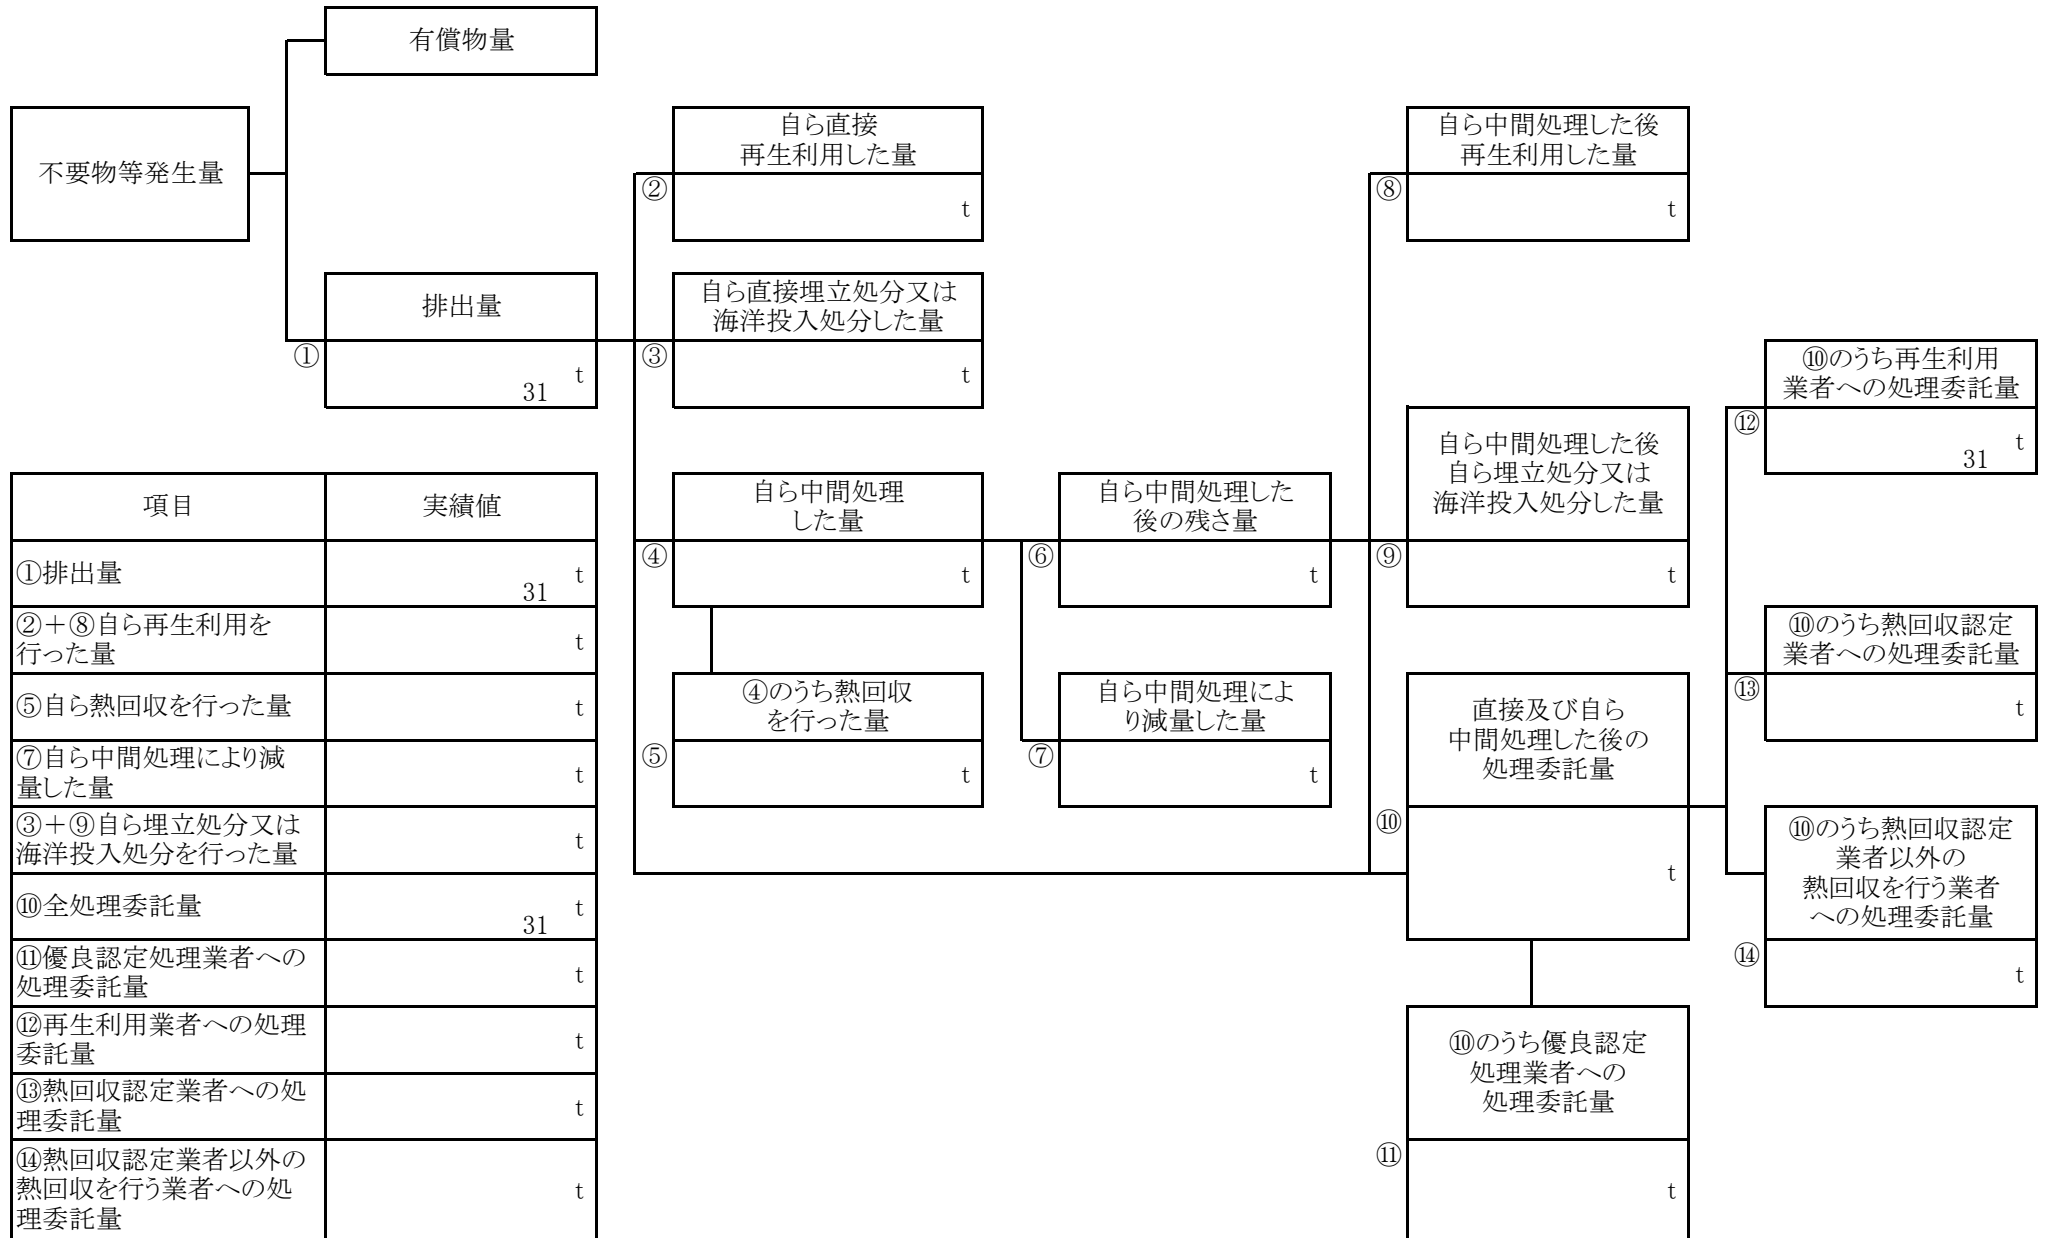 有償物量
不要物等発生量
排出量
①
31 t
自ら直接
再生利用した量
②
t
自ら直接埋立処分又は
海洋投入処分した量
③
t
自ら中間処理
した量
④
t
④のうち熱回収
を行った量
⑤
t
自ら中間処理した
後の残さ量
⑥
t
自ら中間処理によ
り減量した量
⑦
t
自ら中間処理した後
再生利用した量
⑧
t
自ら中間処理した後
自ら埋立処分又は
海洋投入処分した量
⑨
t
直接及び自ら
中間処理した後の
処理委託量
⑩
t
⑩のうち優良認定
処理業者への
処理委託量
⑪
t
⑩のうち再生利用
業者への処理委託量
⑫
31 t
⑩のうち熱回収認定
業者への処理委託量
⑬
t
⑩のうち熱回収認定
業者以外の
熱回収を行う業者
への処理委託量
⑭
t
項目 実績値
①排出量 31 t
②＋⑧自ら再生利用を
行った量 t
⑤自ら熱回収を行った量 t
⑦自ら中間処理により減
量した量 t
③＋⑨自ら埋立処分又は
海洋投入処分を行った量 t
⑩全処理委託量 31 t
⑪優良認定処理業者への
処理委託量 t
⑫再生利用業者への処理
委託量 t
⑬熱回収認定業者への処
理委託量 t
⑭熱回収認定業者以外の
熱回収を行う業者への処
理委託量 t